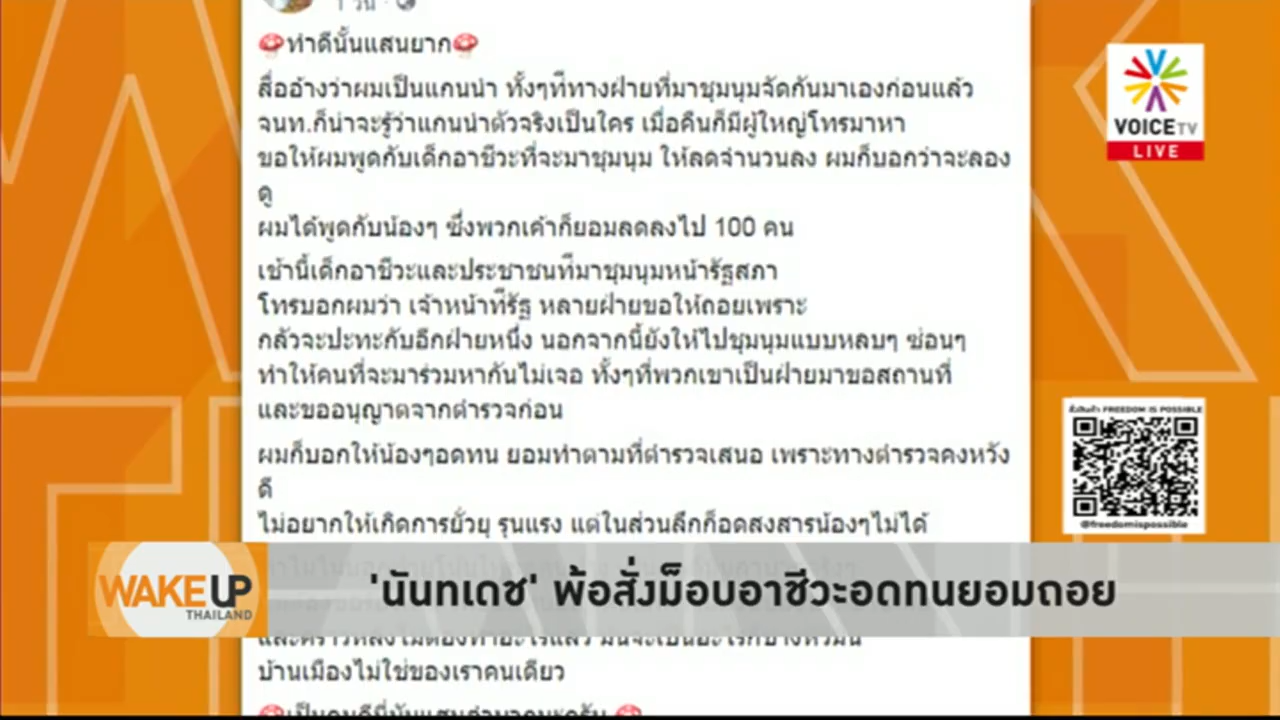 1 วัน
ทำดีนั้นแสนยาก
สื่ออ้างว่าผมเป็นแกนนำ ทั้งๆที่ทางฝ่ายที่มาชุมนุมจัดกันมาเองก่อนแล้ว
จนท.ก็น่าจะรู้ว่าแกนนำตัวจริงเป็นใคร เมื่อคืนก็มีผู้ใหญ่โทรมาหา
ขอให้ผมพูดกับเด็กอาชีวะที่จะมาชุมนุม ให้ลดจำนวนลง ผมก็บอกว่าจะลอง
ดู
ผมได้พูดกับน้องๆ ซึ่งพวกเค้าก็ยอมลดลงไป 100 คน
เช้านี้เด็กอาชีวะและประชาชนที่มาชุมนุมหน้ารัฐสภา
โทรบอกผมว่า เจ้าหน้าที่รัฐ หลายฝ่ายขอให้ถอยเพราะ
กลัวจะปะทะกับอีกฝ่ายหนึ่ง นอกจากนี้ยังให้ไปชุมนุมแบบหลบๆ ซ่อนๆ
ทำให้คนที่จะมาร่วมหากันไม่เจอ ทั้งๆที่พวกเขาเป็นฝ่ายมาขอสถานที่
และขออนุญาตจากตำรวจก่อน
ผมก็บอกให้น้องๆอดทน ยอมทำตามที่ตำรวจเสนอ เพราะทางตำรวจคงหวัง
ดี
ไม่อยากให้เกิดการยั่วยุ รุนแรง แต่ในส่วนลึกก็อดสงสารน้องๆไม่ได้
บ้านเมืองไม่ใช่ของเราคนเดียว
VOICE TV
LIVE
สั่งสินค้า FREEDOM IS POSSIBLE
@freedomispossible
WAKE UP
THAILAND
'นันทเดช' พ้อสั่งม็อบอาชีวะอดทนยอมถอย